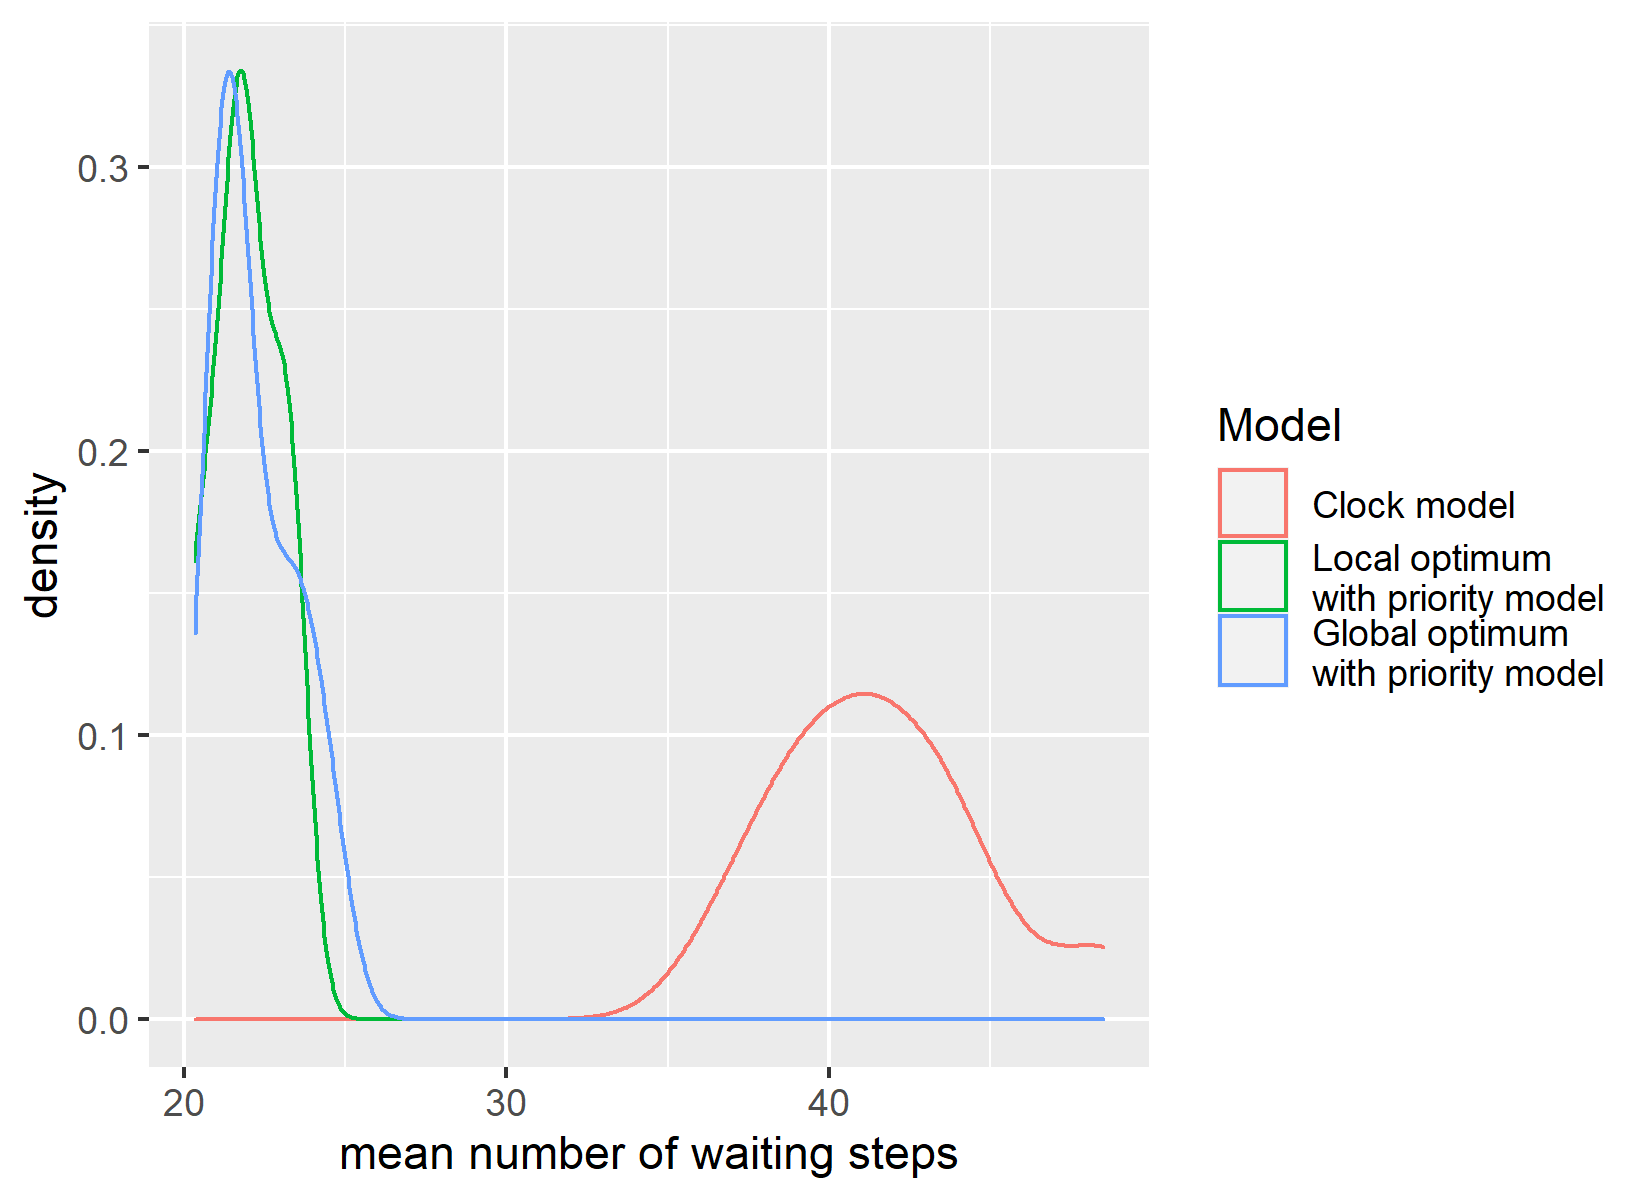 0.3
0.2
0.1
0.0
density
20
30
40
mean number of waiting steps
Model
Clock model
Local optimum
with priority model
Global optimum
with priority model